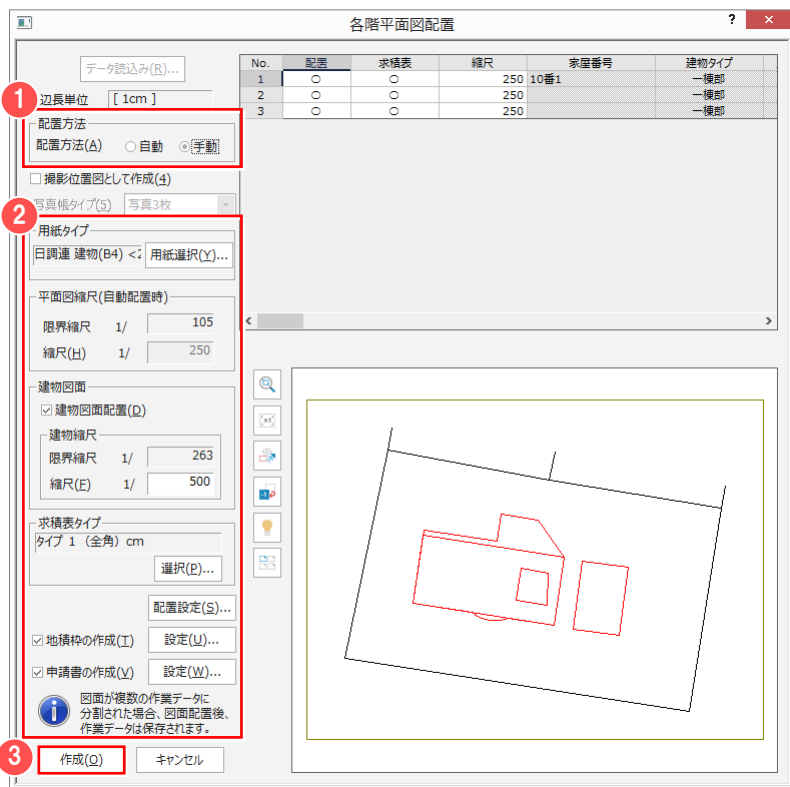 各階平面図配置
? ×
データ読込み(R)...
辺長単位 [ 1cm ]
1
配置方法
配置方法(A) 自動 手動
撮影位置図として作成(4)
写真帳タイプ(5) 写真3枚
2
用紙タイプ
日調連 建物(B4) <2 用紙選択(Y)...
平面図縮尺(自動配置時)
限界縮尺 1/ 105
縮尺(H) 1/ 250
建物図面
建物図面配置(D)
建物縮尺
限界縮尺 1/ 263
縮尺(F) 1/ 500
求積表タイプ
タイプ 1 （全角）cm
選択(P)...
配置設定(S)...
地積枠の作成(T) 設定(U)...
申請書の作成(V) 設定(W)...
図面が複数の作業データに
分割された場合、図面配置後、
作業データは保存されます。
3
作成(O) キャンセル
No. 配置 求積表 縮尺 家屋番号 建物タイプ
1 ○ ○ 250 10番1 一棟部
2 ○ ○ 250 一棟部
3 ○ ○ 250 一棟部